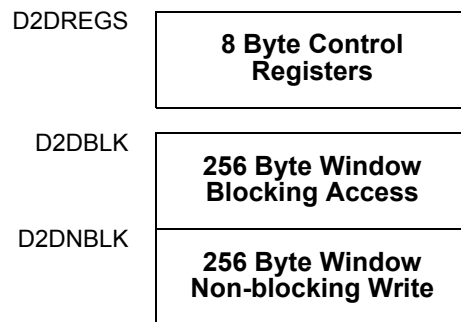 D2DREGS
8 Byte Control
Registers
D2DBLK
256 Byte Window
Blocking Access
D2DNBLK
256 Byte Window
Non-blocking Write